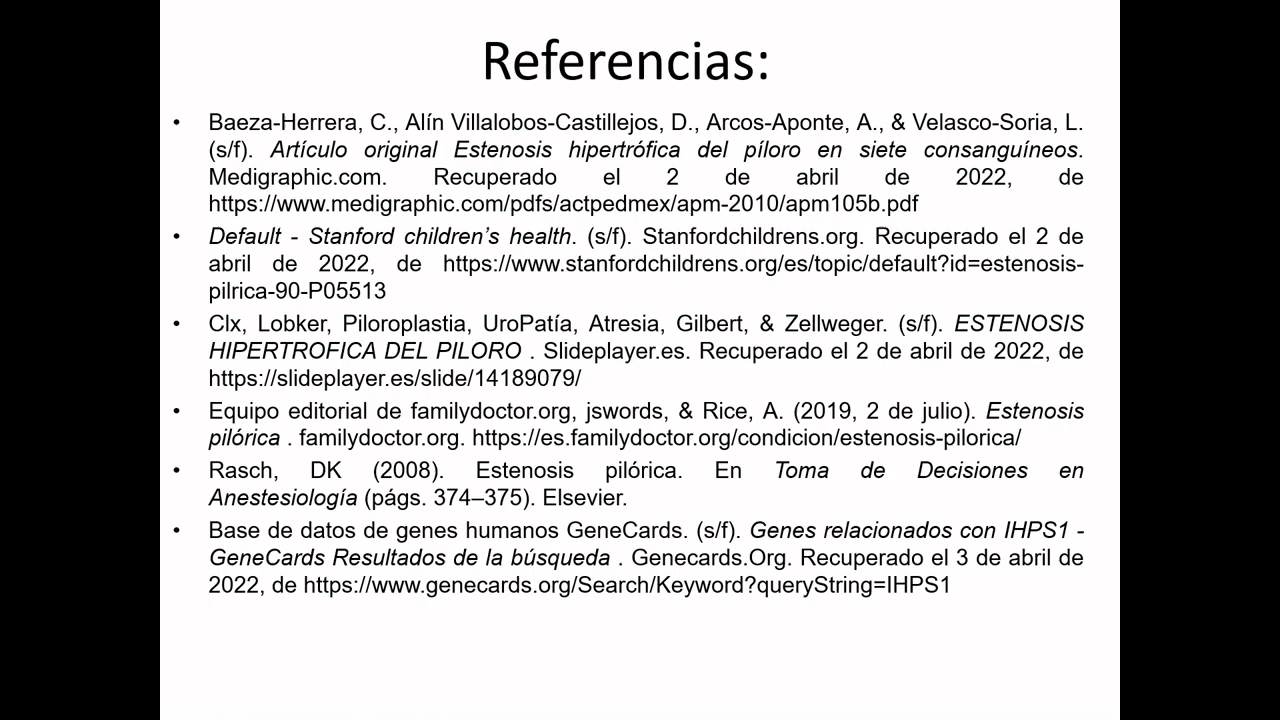 Referencias:
• Baeza-Herrera, C., Alín Villalobos-Castillejos, D., Arcos-Aponte, A., & Velasco-Soria, L.
(s/f). Artículo original Estenosis hipertrófica del píloro en siete consanguíneos.
Medigraphic.com. Recuperado el 2 de abril de 2022, de
https://www.medigraphic.com/pdfs/actpedmex/apm-2010/apm105b.pdf
• Default - Stanford children’s health. (s/f). Stanfordchildrens.org. Recuperado el 2 de
abril de 2022, de https://www.stanfordchildrens.org/es/topic/default?id=estenosis-
pilrica-90-P05513
• Clx, Lobker, Piloroplastia, UroPatía, Atresia, Gilbert, & Zellweger. (s/f). ESTENOSIS
HIPERTROFICA DEL PILORO . Slideplayer.es. Recuperado el 2 de abril de 2022, de
https://slideplayer.es/slide/14189079/
• Equipo editorial de familydoctor.org, jswords, & Rice, A. (2019, 2 de julio). Estenosis
pilórica . familydoctor.org. https://es.familydoctor.org/condicion/estenosis-pilorica/
• Rasch, DK (2008). Estenosis pilórica. En Toma de Decisiones en
Anestesiología (págs. 374–375). Elsevier.
• Base de datos de genes humanos GeneCards. (s/f). Genes relacionados con IHPS1 -
GeneCards Resultados de la búsqueda . Genecards.Org. Recuperado el 3 de abril de
2022, de https://www.genecards.org/Search/Keyword?queryString=IHPS1